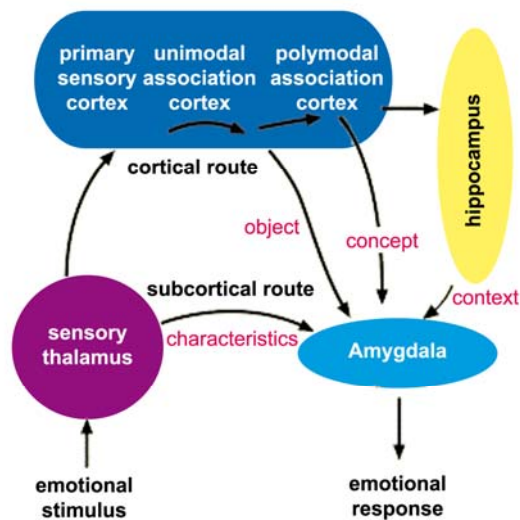 primary
sensory
cortex
unimodal
association
cortex
polymodal
association
cortex
cortical route
hippocampus
object
concept
context
subcortical route
characteristics
sensory
thalamus
Amygdala
emotional
stimulus
emotional
response